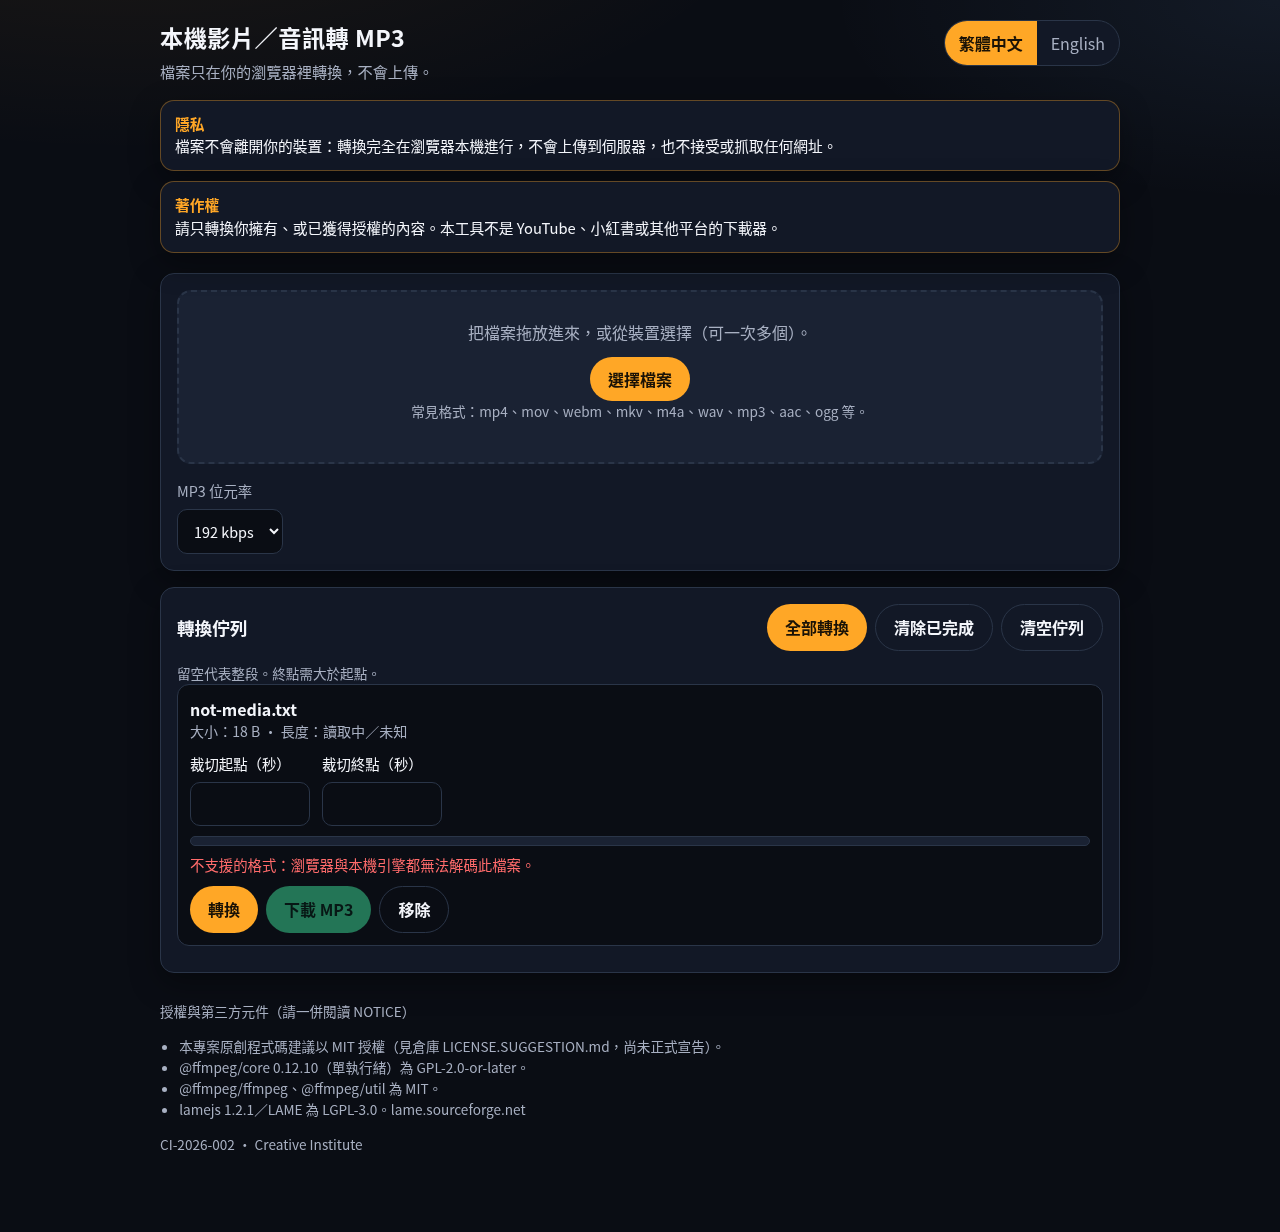 本機影片／音訊轉 MP3
檔案只在你的瀏覽器裡轉換，不會上傳。
繁體中文
English
隱私
檔案不會離開你的裝置：轉換完全在瀏覽器本機進行，不會上傳到伺服器，也不接受或抓取任何網址。
著作權
請只轉換你擁有、或已獲得授權的內容。本工具不是 YouTube、小紅書或其他平台的下載器。
把檔案拖放進來，或從裝置選擇（可一次多個）。
選擇檔案
常見格式：mp4、mov、webm、mkv、m4a、wav、mp3、aac、ogg 等。
MP3 位元率
192 kbps
轉換佇列
全部轉換
清除已完成
清空佇列
留空代表整段。終點需大於起點。
not-media.txt
大小：18 B ・ 長度：讀取中／未知
裁切起點（秒）
裁切終點（秒）
不支援的格式：瀏覽器與本機引擎都無法解碼此檔案。
轉換
下載 MP3
移除
授權與第三方元件（請一併閱讀 NOTICE）
本專案原創程式碼建議以 MIT 授權（見倉庫 LICENSE.SUGGESTION.md，尚未正式宣告）。
@ffmpeg/core 0.12.10（單執行緒）為 GPL-2.0-or-later。
@ffmpeg/ffmpeg、@ffmpeg/util 為 MIT。
lamejs 1.2.1／LAME 為 LGPL-3.0。lame.sourceforge.net
CI-2026-002 ・ Creative Institute